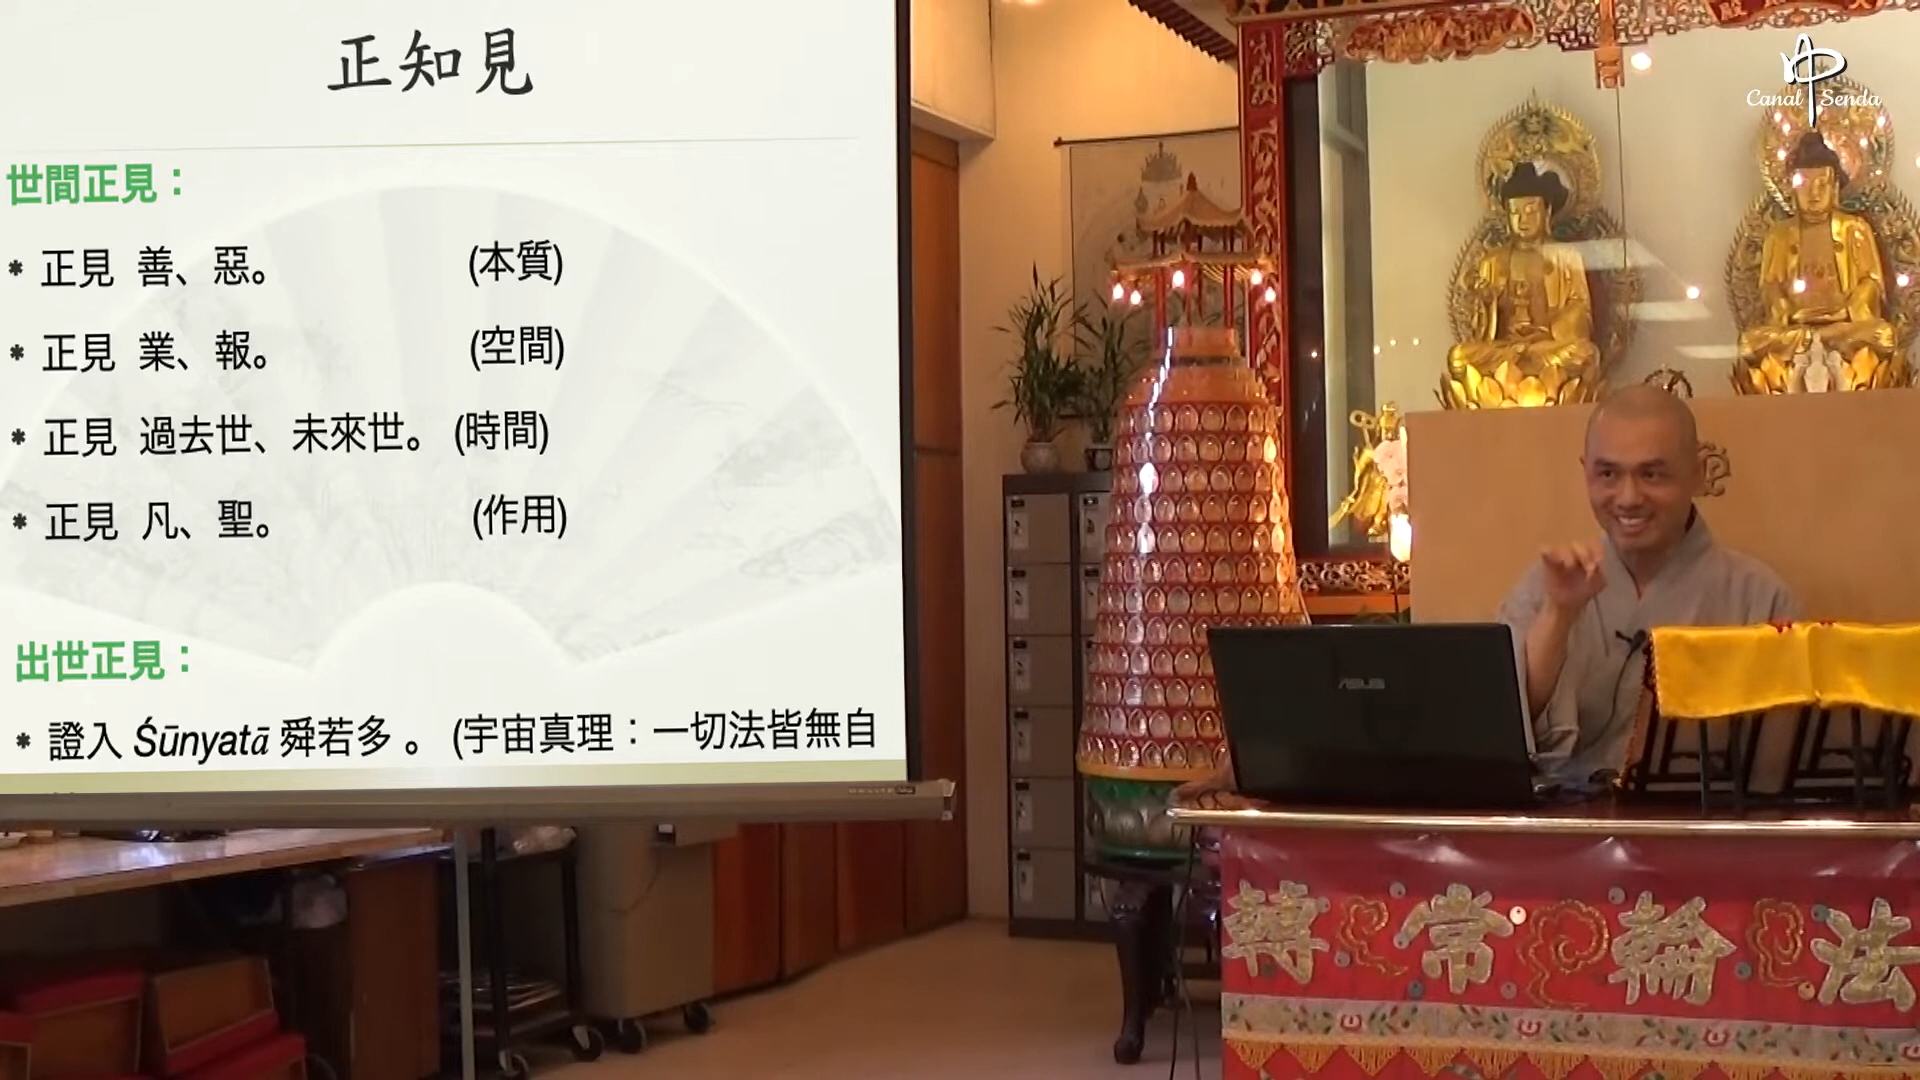 正知見
世間正見：
* 正見 善、惡。 (本質)
* 正見 業、報。 (空間)
* 正見 過去世、未來世。 (時間)
* 正見 凡、聖。 (作用)
出世正見：
* 證入 Śūnyatā 舜若多 。 (宇宙真理：一切法皆無自
Canal Senda
ASUS
轉常輪法